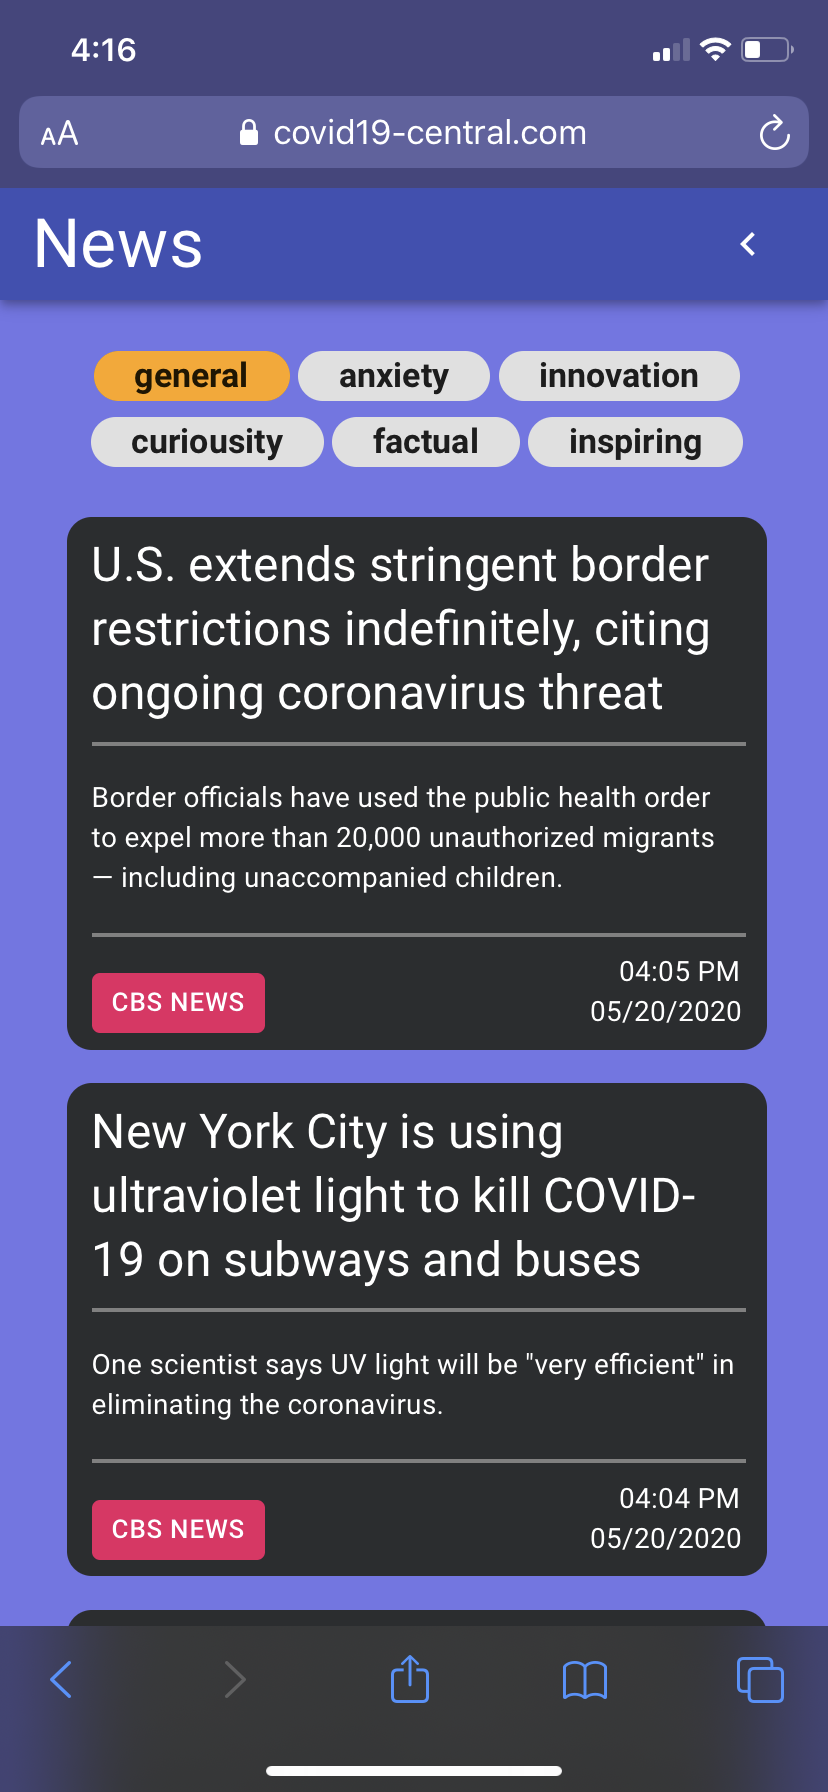 4:16
AA covid19-central.com
News
general anxiety innovation
curiousity factual inspiring
U.S. extends stringent border
restrictions indefinitely, citing
ongoing coronavirus threat
Border officials have used the public health order
to expel more than 20,000 unauthorized migrants
— including unaccompanied children.
04:05 PM
CBS NEWS
05/20/2020
New York City is using
ultraviolet light to kill COVID-
19 on subways and buses
One scientist says UV light will be "very efficient" in
eliminating the coronavirus.
04:04 PM
CBS NEWS
05/20/2020